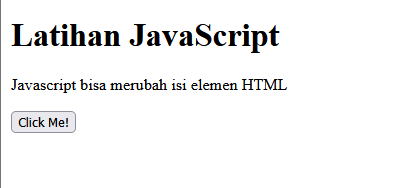 Latihan JavaScript
Javascript bisa merubah isi elemen HTML
Click Me!